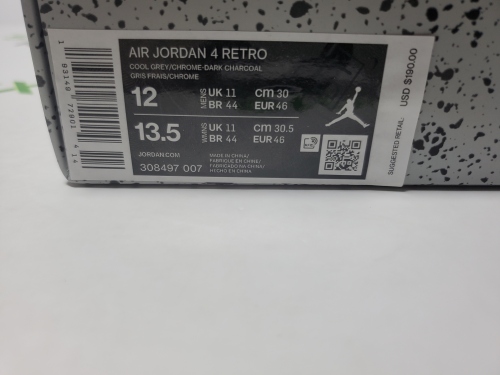 AIR JORDAN 4 RETRO
COOL GREY/CHROME-DARK CHARCOAL
GRIS FRAIS/CHROME
12 MENS UK 11 cm 30
BR 44 EUR 46
13.5 WMNS UK 11 cm 30.5
BR 44 EUR 46
JORDAN.COM
308497 007
MADE IN CHINA/
FABRIQUE EN CHINE/
FABRICADO NA CHINA/
HECHO EN CHINA
SUGGESTED RETAIL: USD $190.00